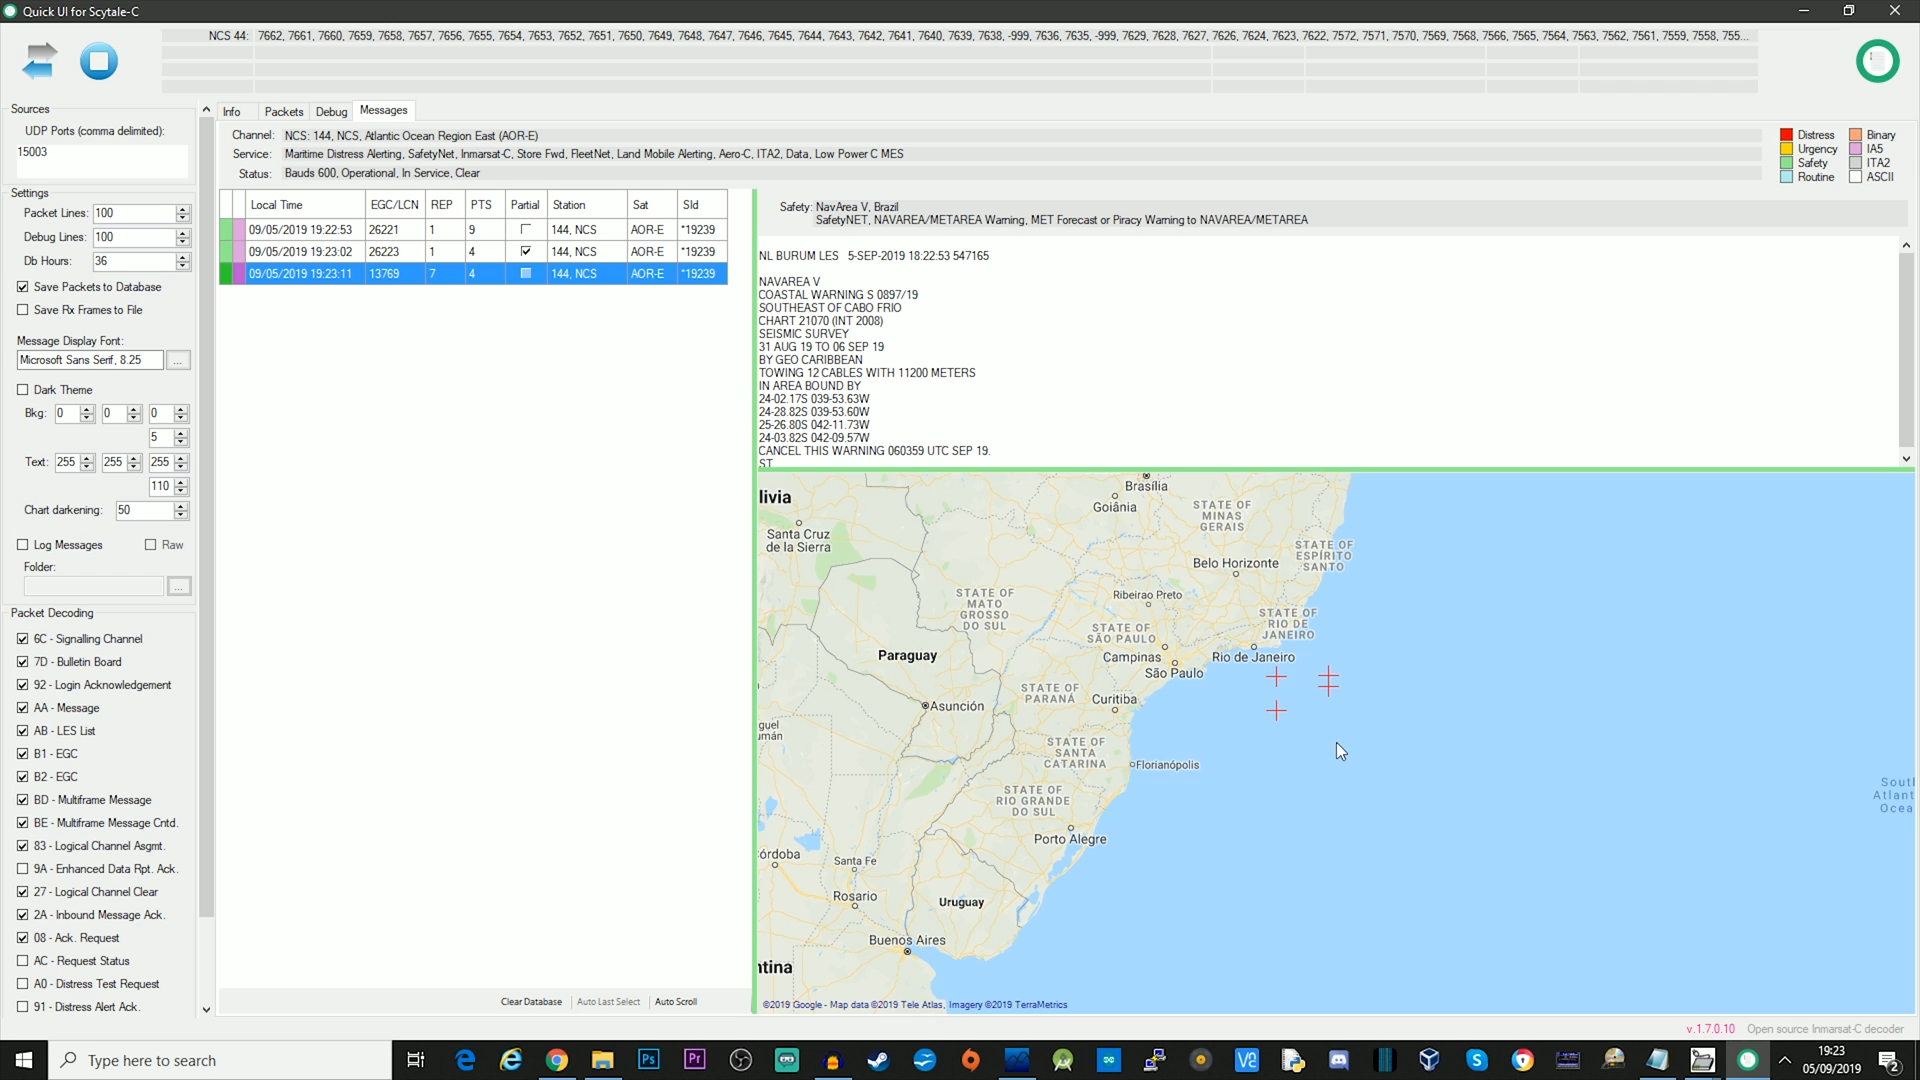 Quick UI for Scytale-C
NCS 44: 7662, 7661, 7660, 7659, 7658, 7657, 7656, 7655, 7654, 7653, 7652, 7651, 7650, 7649, 7648, 7647, 7646, 7645, 7644, 7643, 7642, 7641, 7640, 7639, 7638, -999, 7636, 7635, -999, 7629, 7628, 7627, 7626, 7624, 7623, 7622, 7572, 7571, 7570, 7569, 7568, 7566, 7565, 7564, 7563, 7562, 7561, 7559, 7558, 755...
Sources
UDP Ports (comma delimited):
15003
Settings
Packet Lines: 100
Debug Lines: 100
Db Hours: 36
Save Packets to Database
Save Rx Frames to File
Message Display Font:
Microsoft Sans Serif, 8.25 ...
Dark Theme
Bkg: 0 0 0
5
Text: 255 255 255
110
Chart darkening: 50
Log Messages Raw
Folder:
...
Packet Decoding
6C - Signalling Channel
7D - Bulletin Board
92 - Login Acknowledgement
AA - Message
AB - LES List
B1 - EGC
B2 - EGC
BD - Multiframe Message
BE - Multiframe Message Cntd.
83 - Logical Channel Asgmt.
9A - Enhanced Data Rpt. Ack.
27 - Logical Channel Clear
2A - Inbound Message Ack.
08 - Ack. Request
AC - Request Status
A0 - Distress Test Request
91 - Distress Alert Ack.
Info Packets Debug Messages
Channel: NCS: 144, NCS, Atlantic Ocean Region East (AOR-E)
Service: Maritime Distress Alerting, SafetyNet, Inmarsat-C, Store Fwd, FleetNet, Land Mobile Alerting, Aero-C, ITA2, Data, Low Power C MES
Status: Bauds 600, Operational, In Service, Clear
Distress Binary
Urgency IA5
Safety ITA2
Routine ASCII
Local Time EGC/LCN REP PTS Partial Station Sat SId
09/05/2019 19:22:53 26221 1 9 144, NCS AOR-E *19239
09/05/2019 19:23:02 26223 1 4 144, NCS AOR-E *19239
09/05/2019 19:23:11 13769 7 4 144, NCS AOR-E *19239
Clear Database Auto Last Select Auto Scroll
Safety: NavArea V, Brazil
SafetyNET, NAVAREA/METAREA Warning, MET Forecast or Piracy Warning to NAVAREA/METAREA
NL BURUM LES 5-SEP-2019 18:22:53 547165
NAVAREA V
COASTAL WARNING S 0897/19
SOUTHEAST OF CABO FRIO
CHART 21070 (INT 2008)
SEISMIC SURVEY
31 AUG 19 TO 06 SEP 19
BY GEO CARIBBEAN
TOWING 12 CABLES WITH 11200 METERS
IN AREA BOUND BY
24-02.17S 039-53.63W
24-28.82S 039-53.60W
25-26.80S 042-11.73W
24-03.82S 042-09.57W
CANCEL THIS WARNING 060359 UTC SEP 19.
ST
livia
Brasília
Goiânia
Santa Cruz
de la Sierra
STATE OF
MINAS
GERAIS
STATE OF
ESPÍRITO
SANTO
Belo Horizonte
STATE OF
MATO
GROSSO
DO SUL
Ribeirao Preto
STATE OF
RIO DE
JANEIRO
STATE OF
SÃO PAULO
Paraguay
Campinas
Rio de Janeiro
São Paulo
STATE OF
PARANÁ
Curitiba
Asunción
guel
umán
STATE OF
SANTA
CATARINA
Florianópolis
STATE OF
RIO GRANDE
DO SUL
Sout
Atlant
Ocea
Porto Alegre
órdoba
Santa Fe
Rosario
Uruguay
Buenos Aires
ntina
©2019 Google - Map data ©2019 Tele Atlas, Imagery ©2019 TerraMetrics
v.1.7.0.10 Open source Inmarsat-C decoder
Type here to search
19:23
05/09/2019
2